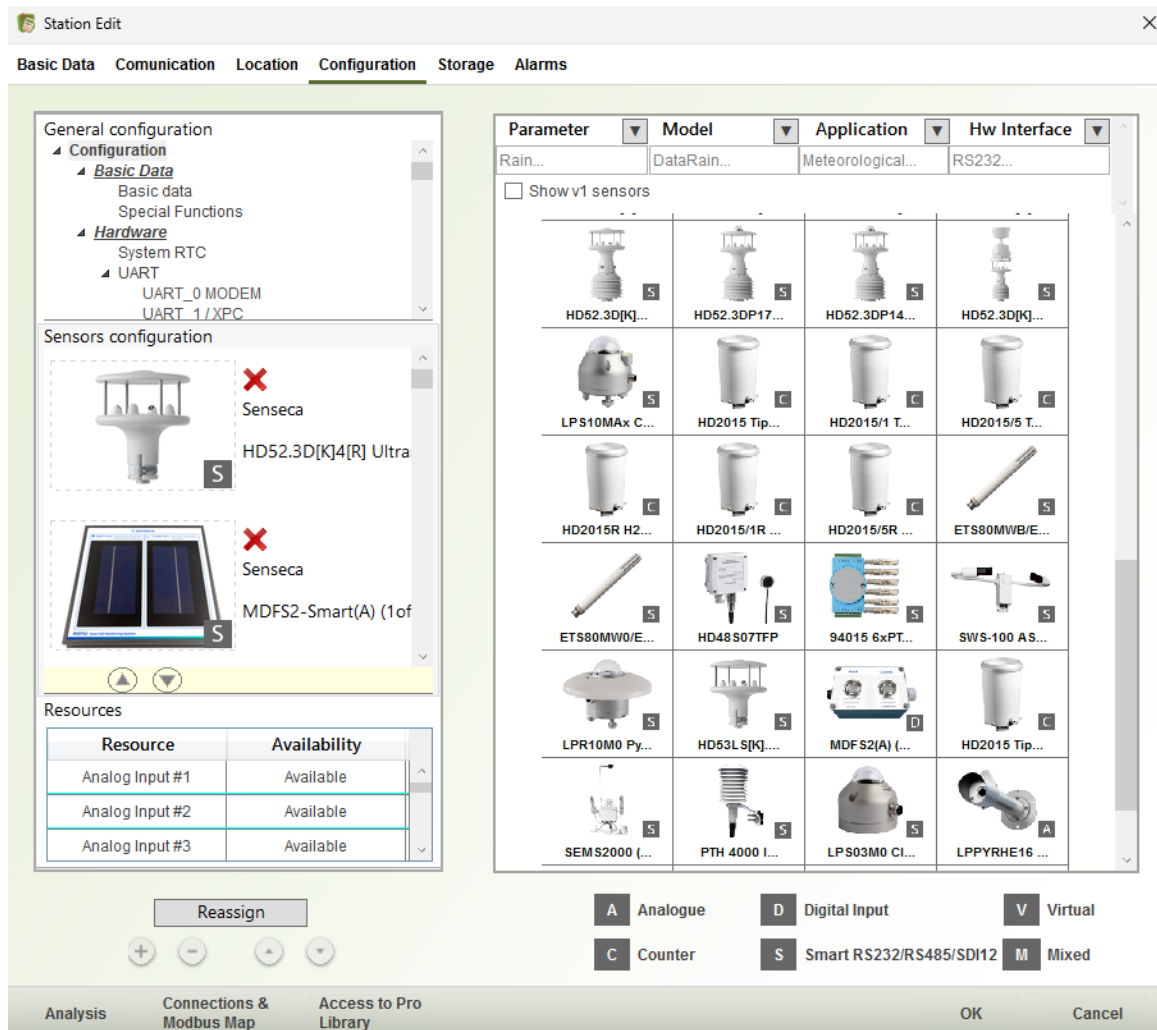 Station Edit
Basic Data Comunication Location Configuration Storage Alarms
General configuration
Configuration
Basic Data
Basic data
Special Functions
Hardware
System RTC
UART
UART_0 MODEM
UART_1 / XPC
Sensors configuration
Senseca
HD52.3D[K]4[R] Ultra
S
Senseca
MDFS2-Smart(A) (1of
S
Resources
Resource Availability
Analog Input #1 Available
Analog Input #2 Available
Analog Input #3 Available
Reassign
Parameter Model Application Hw Interface
Rain... DataRain... Meteorological... RS232...
Show v1 sensors
S S S S
HD52.3D[K]... HD52.3DP17... HD52.3DP14... HD52.3D[K]...
S C C C
LPS10MAx C... HD2015 Tip... HD2015/1 T... HD2015/5 T...
C C C S
HD2015R H2... HD2015/1R ... HD2015/5R ... ETS80MWB/E...
S S S S
ETS80MW0/E... HD48S07TFP 94015 6xPT... SWS-100 AS...
S S D C
LPR10M0 Py... HD53LS[K].... MDFS2(A) (... HD2015 Tip...
S S S A
SEMS2000 (... PTH 4000 I... LPS03M0 Cl... LPPYRHE16 ...
A Analogue D Digital Input V Virtual
C Counter S Smart RS232/RS485/SDI12 M Mixed
Analysis Connections & Modbus Map Access to Pro Library OK Cancel